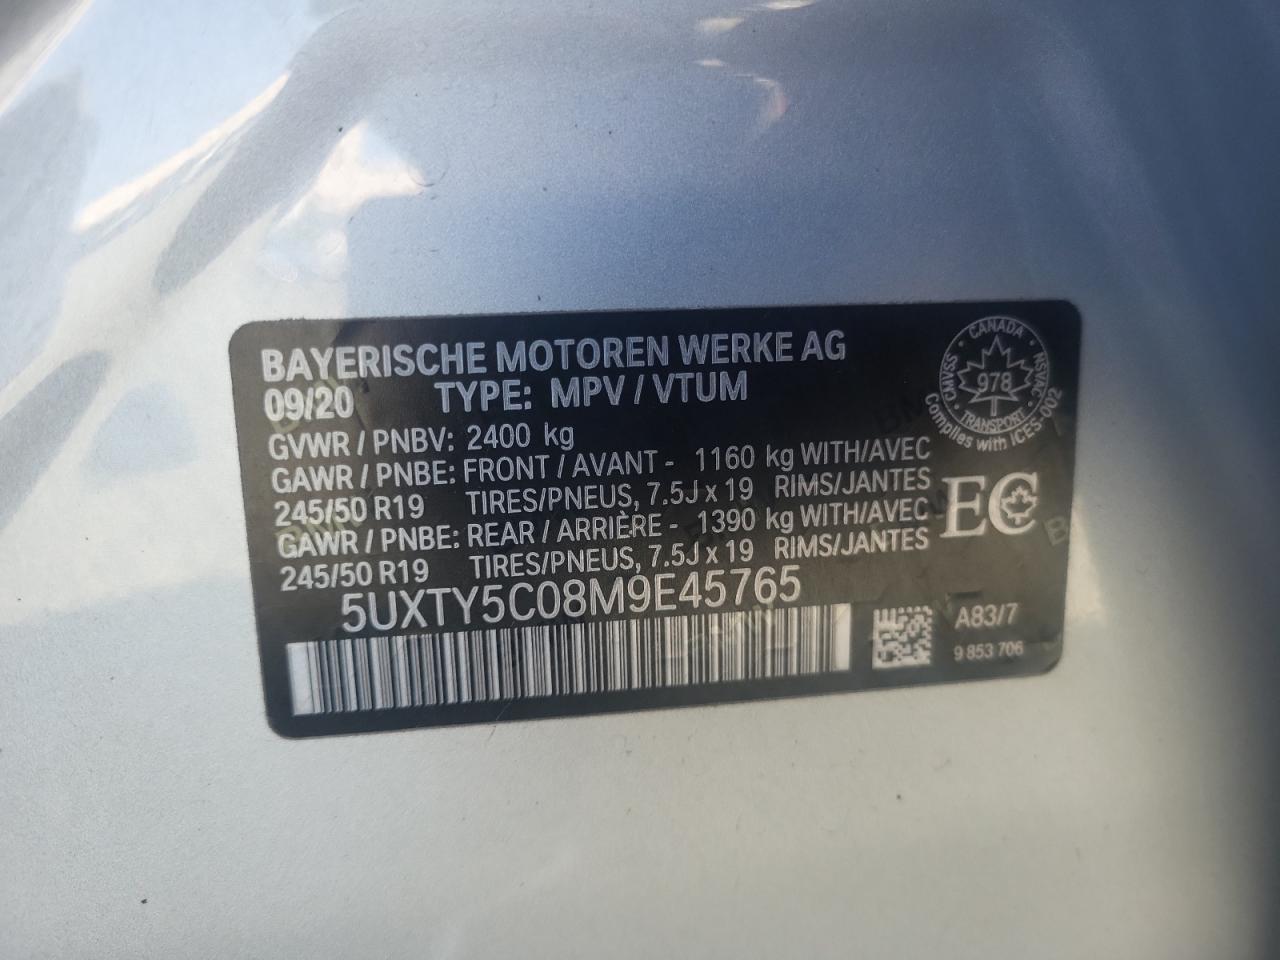 BAYERISCHE MOTOREN WERKE AG
09/20 TYPE: MPV / VTUM
GVWR / PNBV: 2400 kg
GAWR / PNBE: FRONT / AVANT - 1160 kg WITH/AVEC
245/50 R19 TIRES/PNEUS, 7.5J x 19 RIMS/JANTES
GAWR / PNBE: REAR / ARRIÈRE - 1390 kg WITH/AVEC
245/50 R19 TIRES/PNEUS, 7.5J x 19 RIMS/JANTES
5UXTY5C08M9E45765
CANADA
CMVSS
978
NSVAC
TRANSPORT
Complies with ICES-002
EC
A83/7
9 853 706